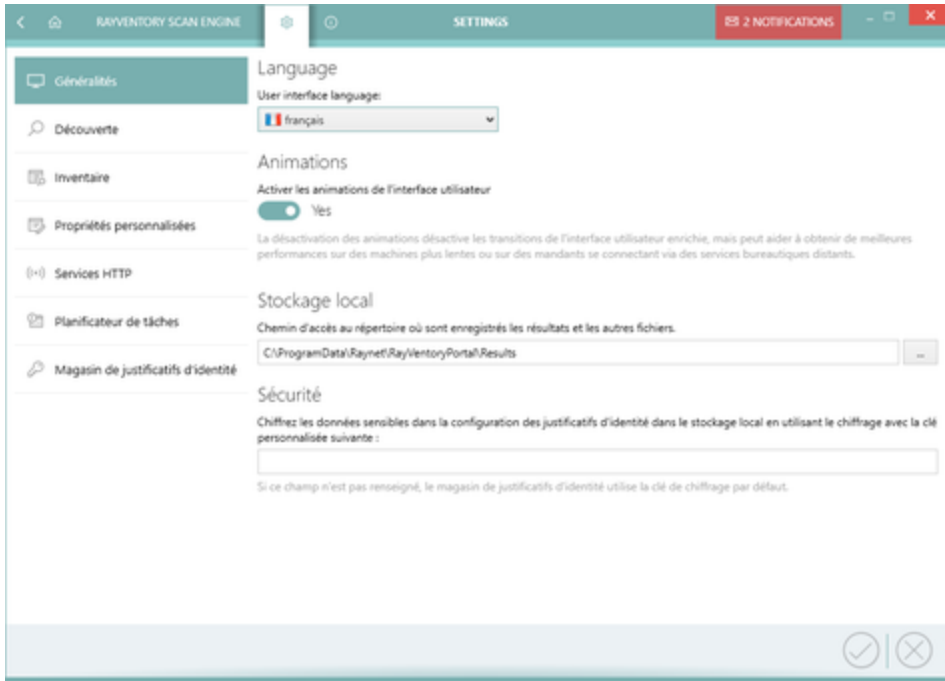 RAYVENTORY SCAN ENGINE
SETTINGS
2 NOTIFICATIONS
Généralités
Découverte
Inventaire
Propriétés personnalisées
Services HTTP
Planificateur de tâches
Magasin de justificatifs d'identité
Language
User interface language:
français
Animations
Activer les animations de l'interface utilisateur
Yes
La désactivation des animations désactive les transitions de l'interface utilisateur enrichie, mais peut aider à obtenir de meilleures
performances sur des machines plus lentes ou sur des mandants se connectant via des services bureautiques distants.
Stockage local
Chemin d'accès au répertoire où sont enregistrés les résultats et les autres fichiers.
C:\ProgramData\Raynet\RayVentoryPortal\Results
...
Sécurité
Chiffrez les données sensibles dans la configuration des justificatifs d'identité dans le stockage local en utilisant le chiffrage avec la clé
personnalisée suivante :
Si ce champ n'est pas renseigné, le magasin de justificatifs d'identité utilise la clé de chiffrage par défaut.